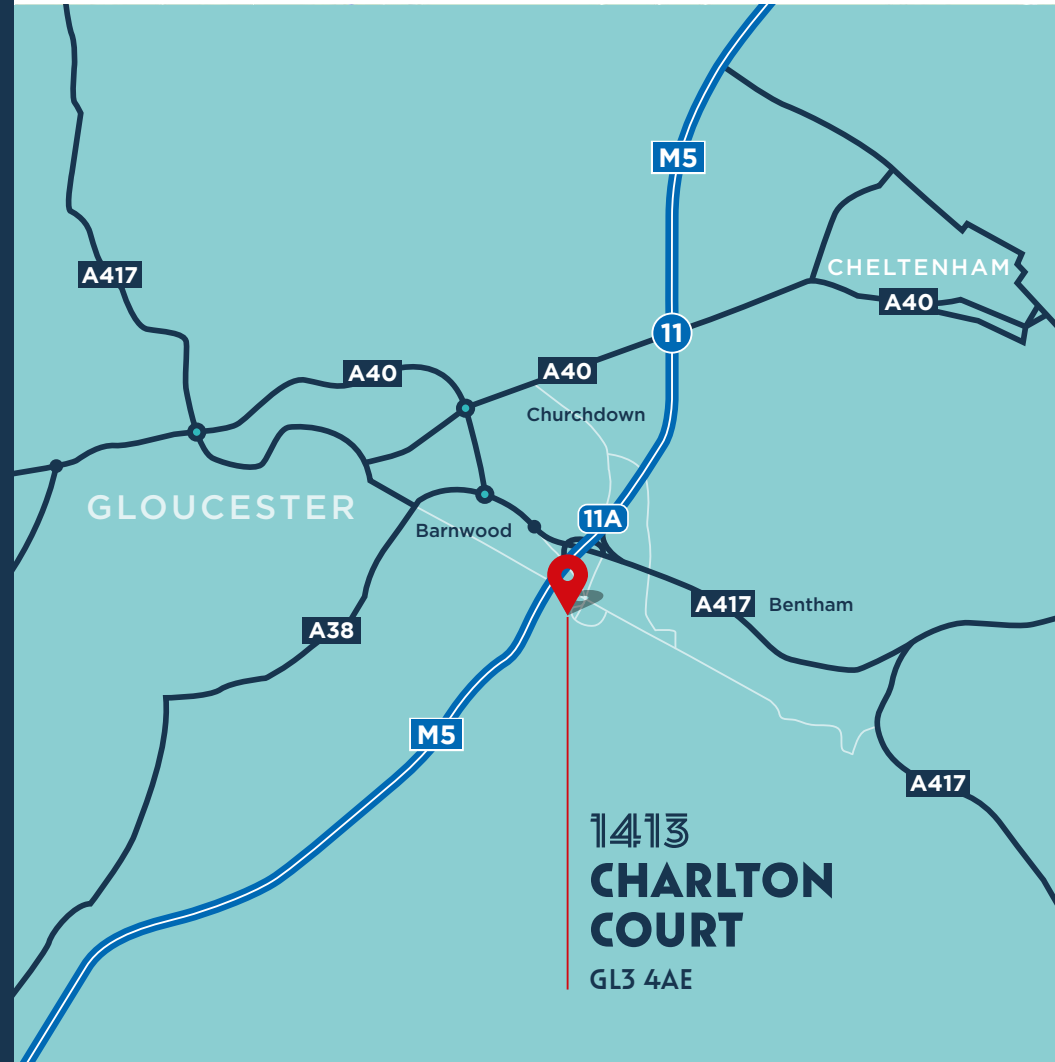 M5
A417
CHELTENHAM
A40
11
A40
A40
Churchdown
GLOUCESTER
11A
Barnwood
A417
Bentham
A38
M5
A417
1413
CHARLTON
COURT
GL3 4AE